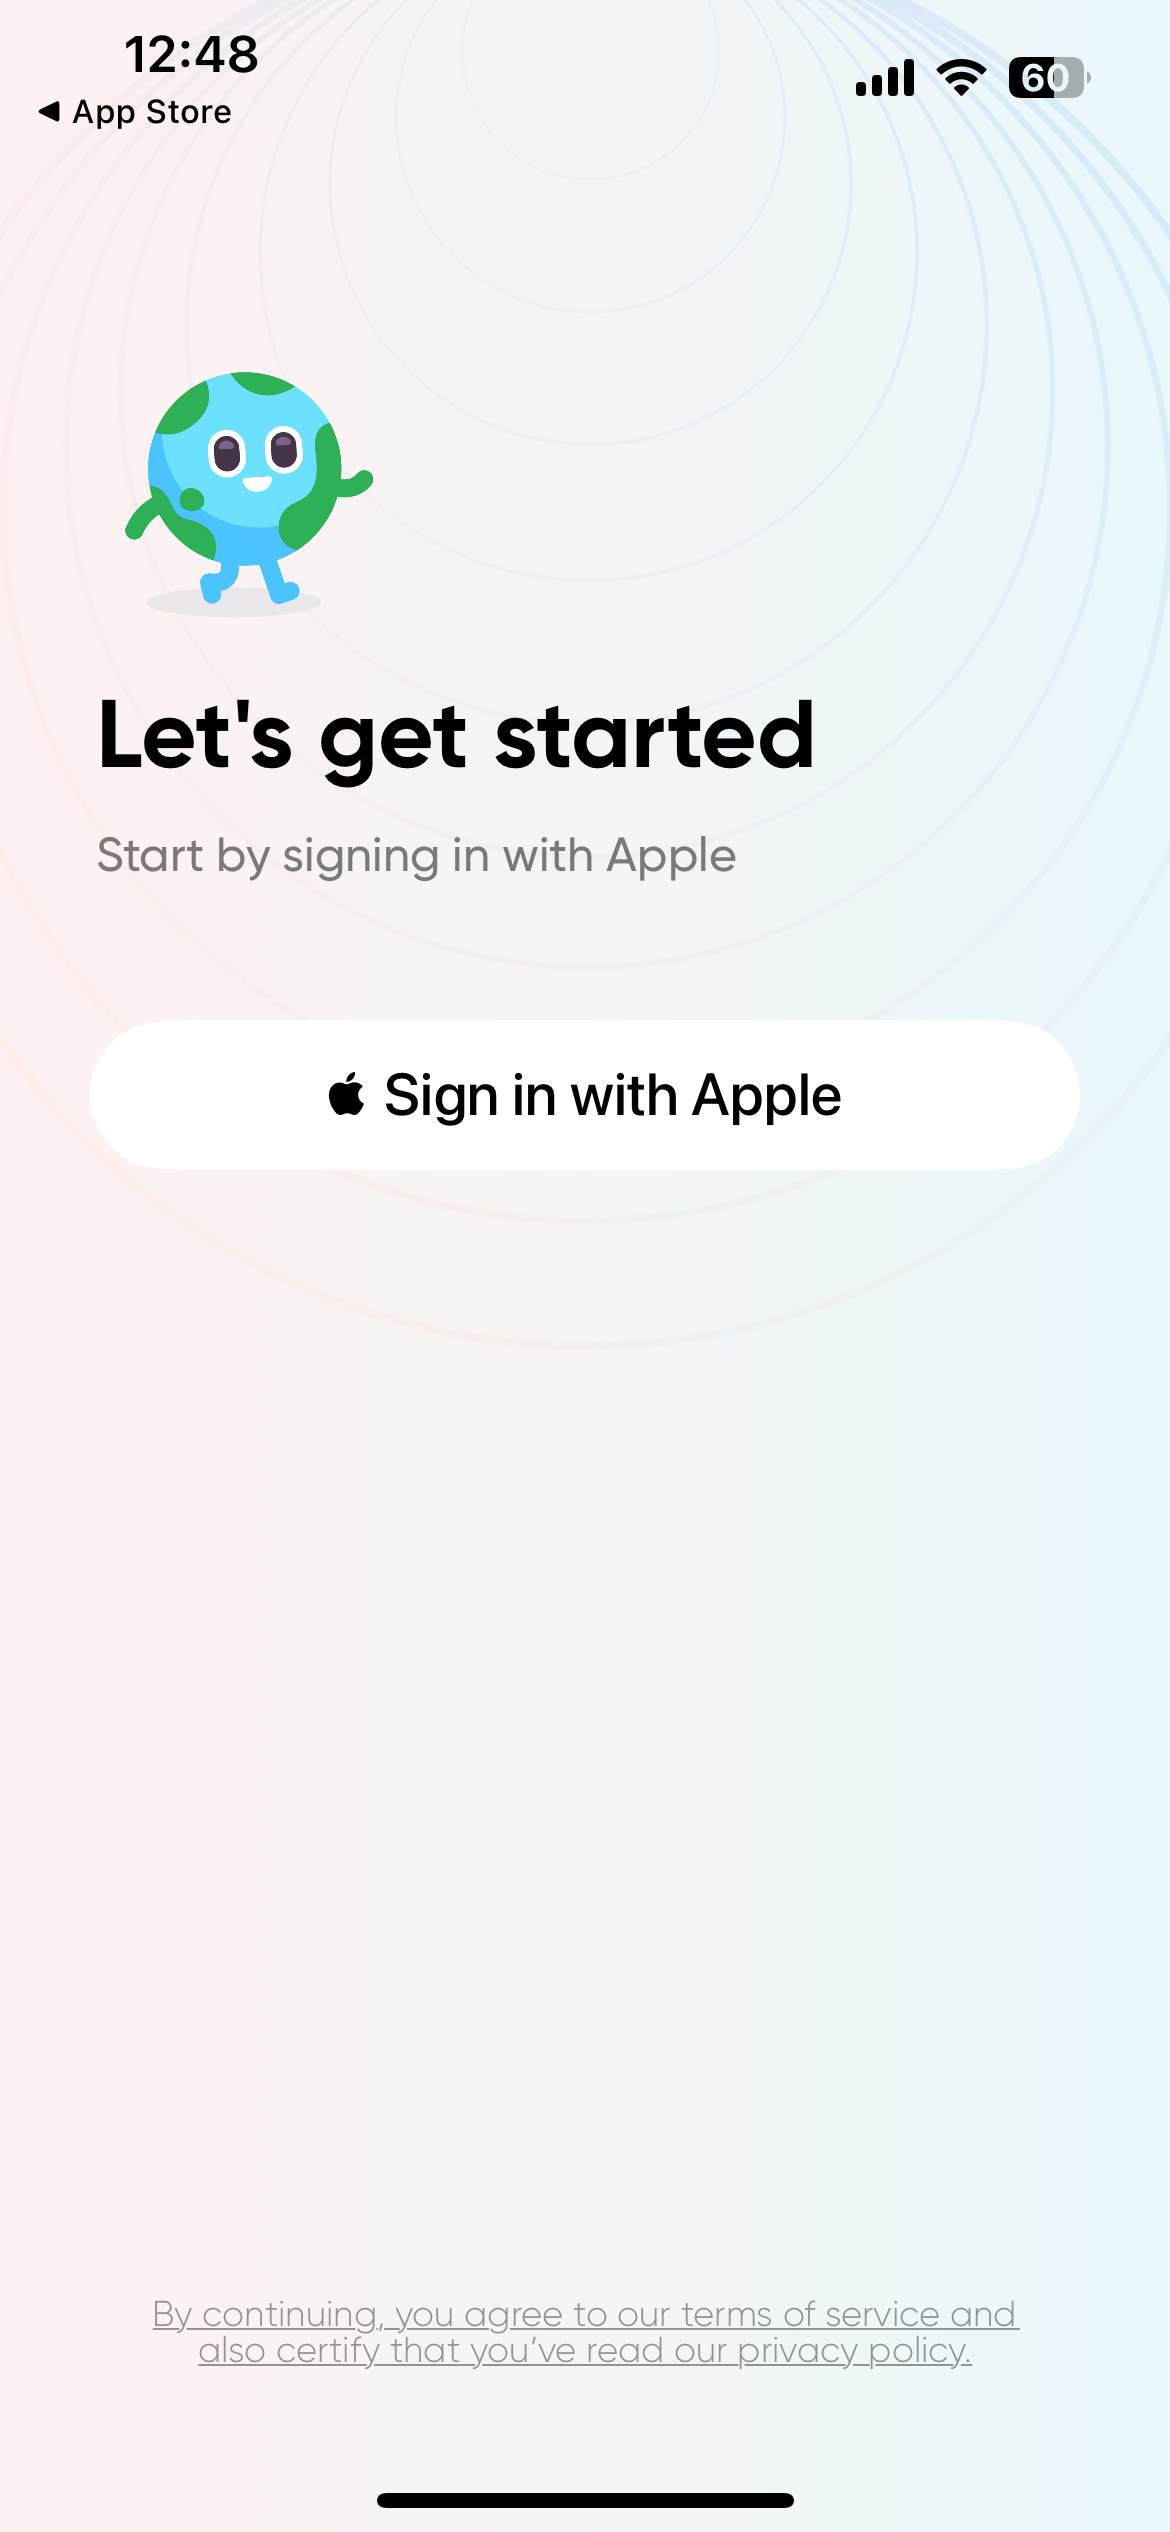 12:48
App Store
60
Let's get started
Start by signing in with Apple
Sign in with Apple
By continuing, you agree to our terms of service and
also certify that you’ve read our privacy policy.